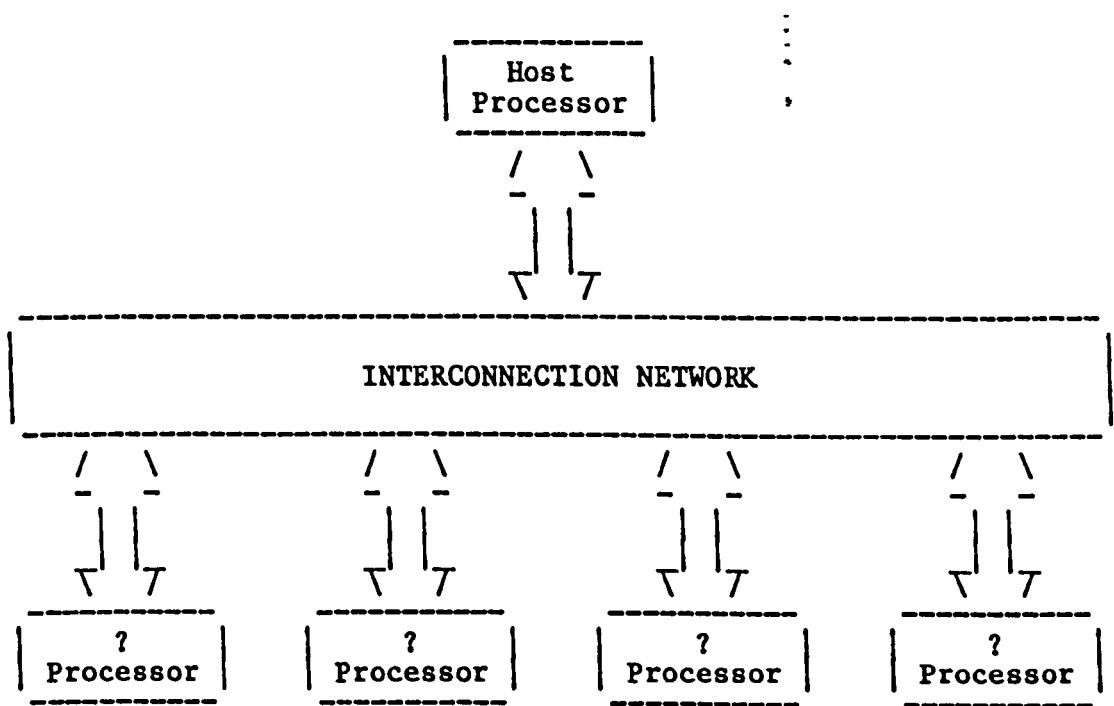 Host
Processor
INTERCONNECTION NETWORK
?
Processor
?
Processor
?
Processor
?
Processor